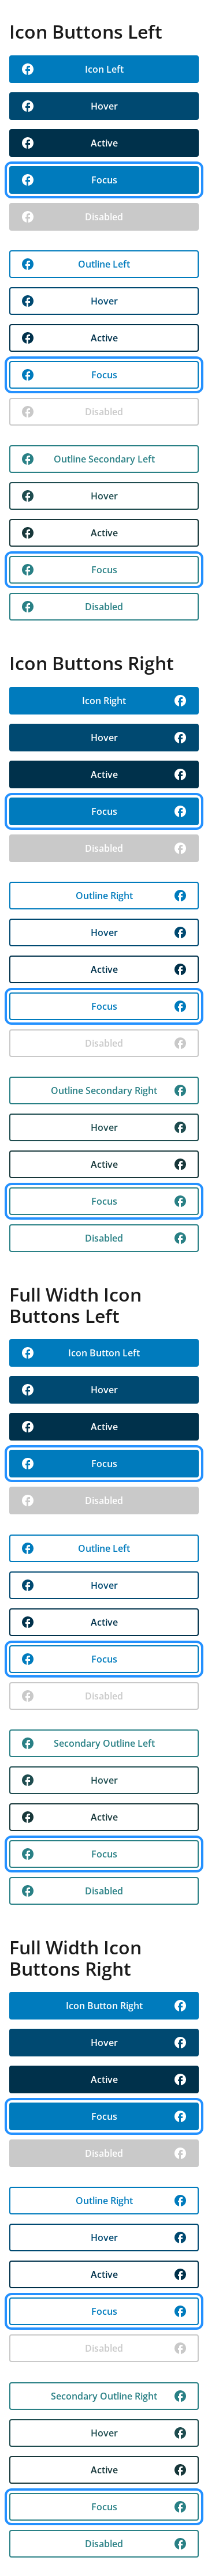 Icon Buttons Left
Icon Left
Hover
Active
Focus
Disabled
Outline Left
Hover
Active
Focus
Disabled
Outline Secondary Left
Hover
Active
Focus
Disabled
Icon Buttons Right
Icon Right
Hover
Active
Focus
Disabled
Outline Right
Hover
Active
Focus
Disabled
Outline Secondary Right
Hover
Active
Focus
Disabled
Full Width Icon
Buttons Left
Icon Button Left
Hover
Active
Focus
Disabled
Outline Left
Hover
Active
Focus
Disabled
Secondary Outline Left
Hover
Active
Focus
Disabled
Full Width Icon
Buttons Right
Icon Button Right
Hover
Active
Focus
Disabled
Outline Right
Hover
Active
Focus
Disabled
Secondary Outline Right
Hover
Active
Focus
Disabled